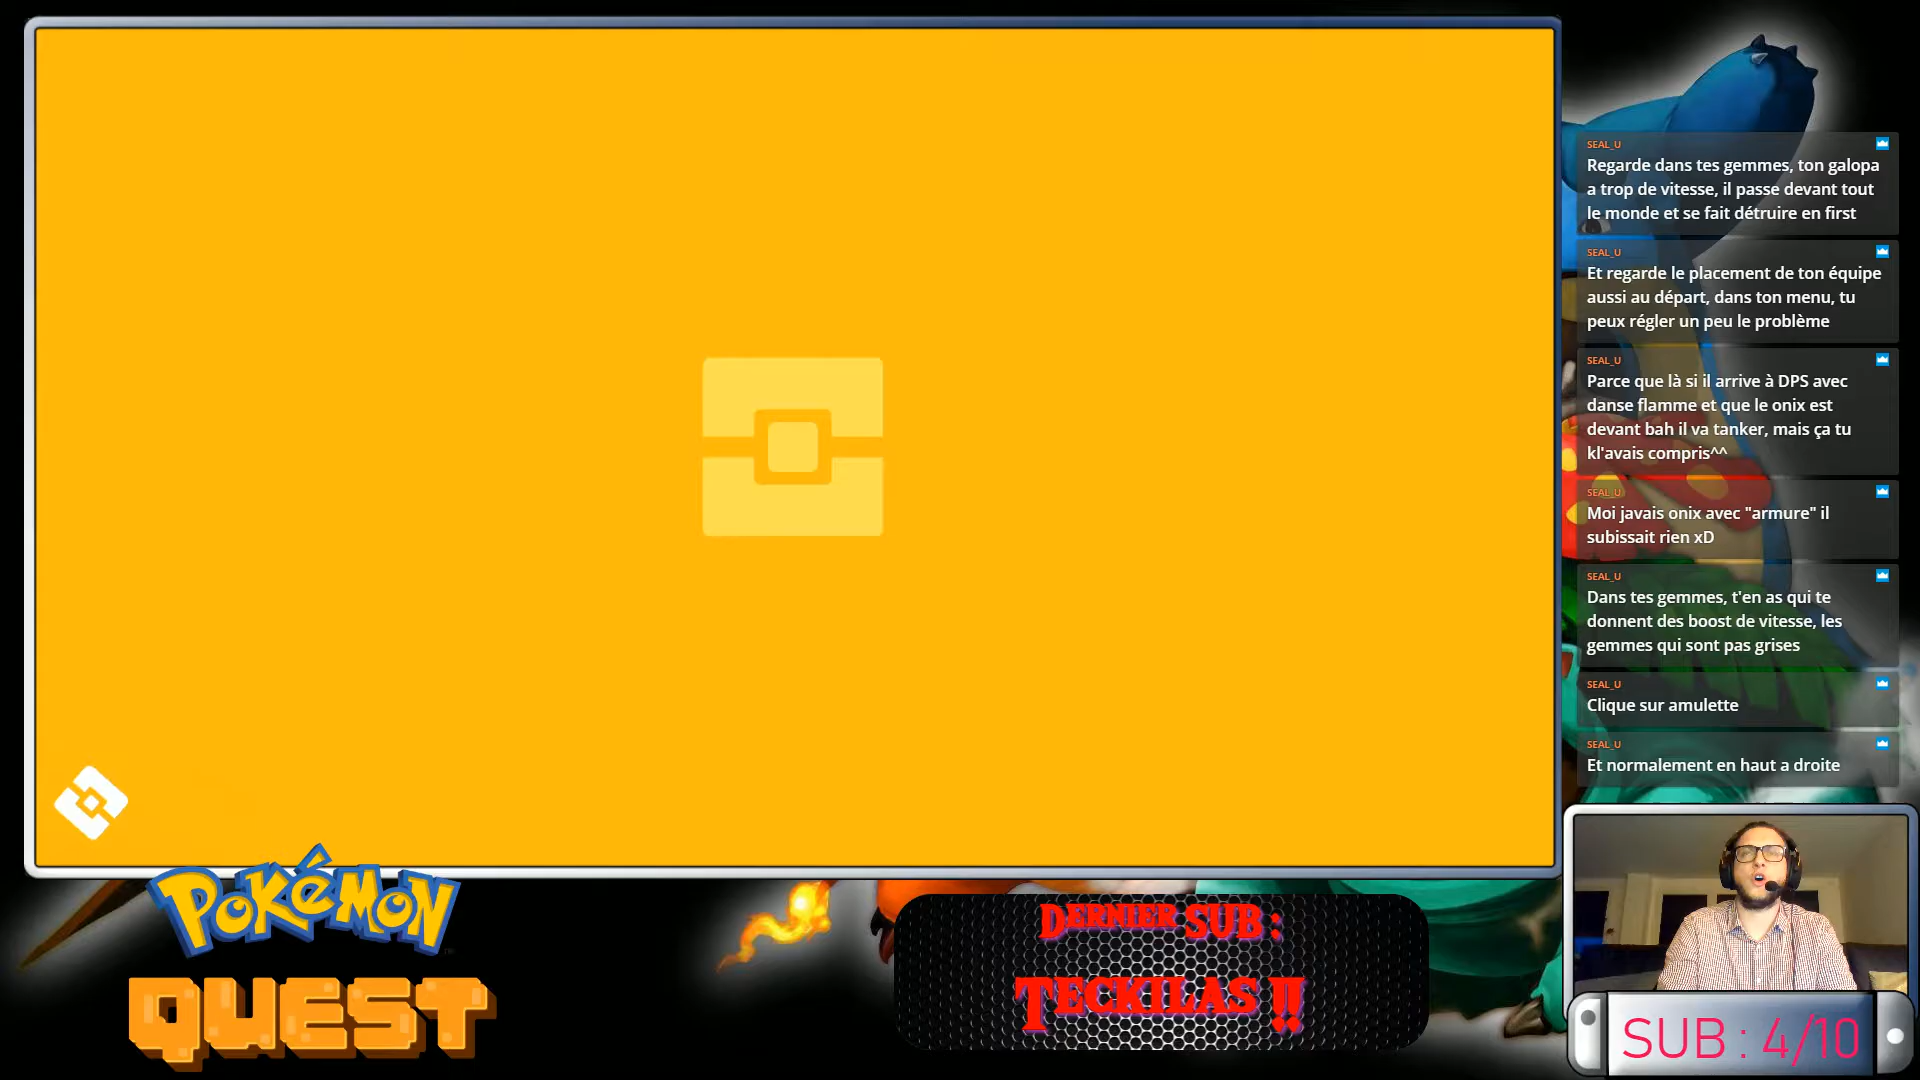 SEAL_U
Regarde dans tes gemmes, ton galopa
a trop de vitesse, il passe devant tout
le monde et se fait détruire en first
SEAL_U
Et regarde le placement de ton équipe
aussi au départ, dans ton menu, tu
peux régler un peu le problème
SEAL_U
Parce que là si il arrive à DPS avec
danse flamme et que le onix est
devant bah il va tanker, mais ça tu
kl'avais compris^^
SEAL_U
Moi javais onix avec "armure" il
subissait rien xD
SEAL_U
Dans tes gemmes, t'en as qui te
donnent des boost de vitesse, les
gemmes qui sont pas grises
SEAL_U
Clique sur amulette
SEAL_U
Et normalement en haut a droite
POKÉMON
QUEST
DERNIER SUB :
TECKILAS !!
SUB : 4/10